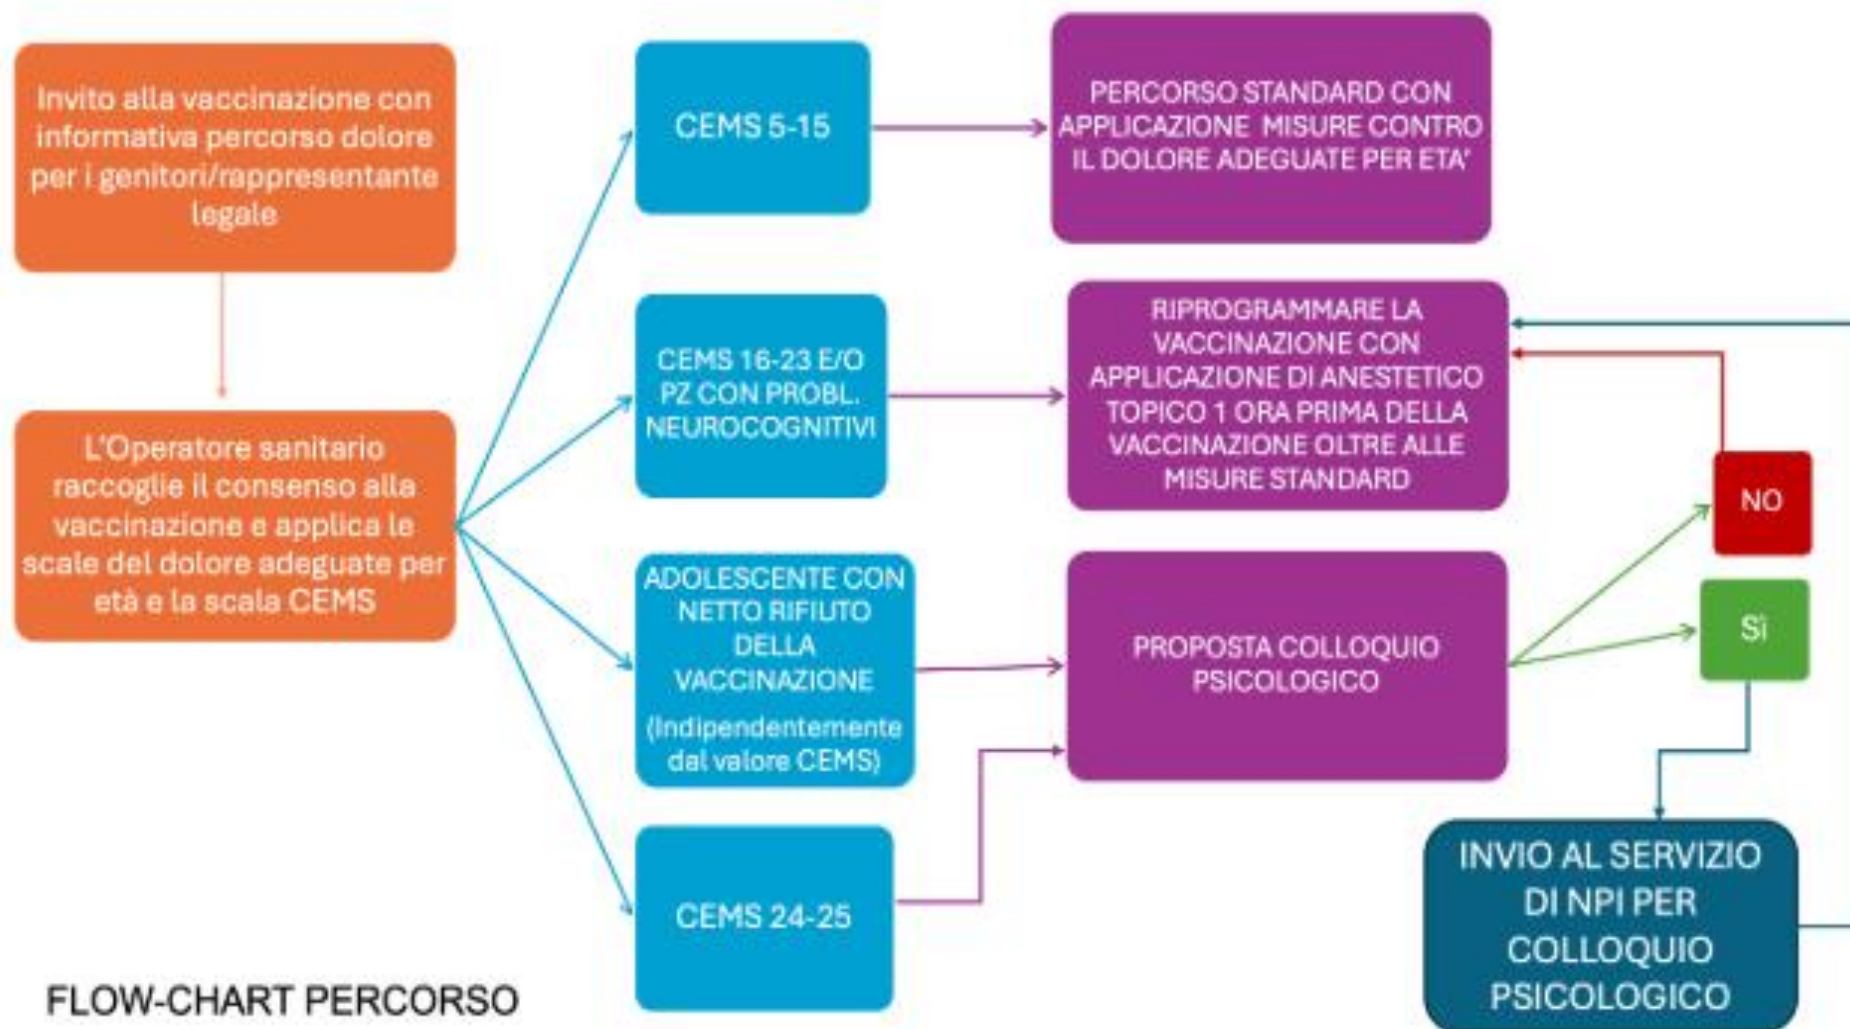 Invito alla vaccinazione con
informativa percorso dolore
per i genitori/rappresentante
legale
L'Operatore sanitario
raccoglie il consenso alla
vaccinazione e applica le
scale del dolore adeguate per
età e la scala CEMS
CEMS 5-15
PERCORSO STANDARD CON
APPLICAZIONE MISURE CONTRO
IL DOLORE ADEGUATE PER ETA'
CEMS 16-23 E/O
PZ CON PROBL.
NEUROCOGNITIVI
RIPROGRAMMARE LA
VACCINAZIONE CON
APPLICAZIONE DI ANESTETICO
TOPICO 1 ORA PRIMA DELLA
VACCINAZIONE OLTRE ALLE
MISURE STANDARD
ADOLESCENTE CON
NETTO RIFIUTO
DELLA
VACCINAZIONE
(Indipendentemente
dal valore CEMS)
PROPOSTA COLLOQUIO
PSICOLOGICO
NO
Sì
CEMS 24-25
INVIO AL SERVIZIO
DI NPI PER
COLLOQUIO
PSICOLOGICO
FLOW-CHART PERCORSO